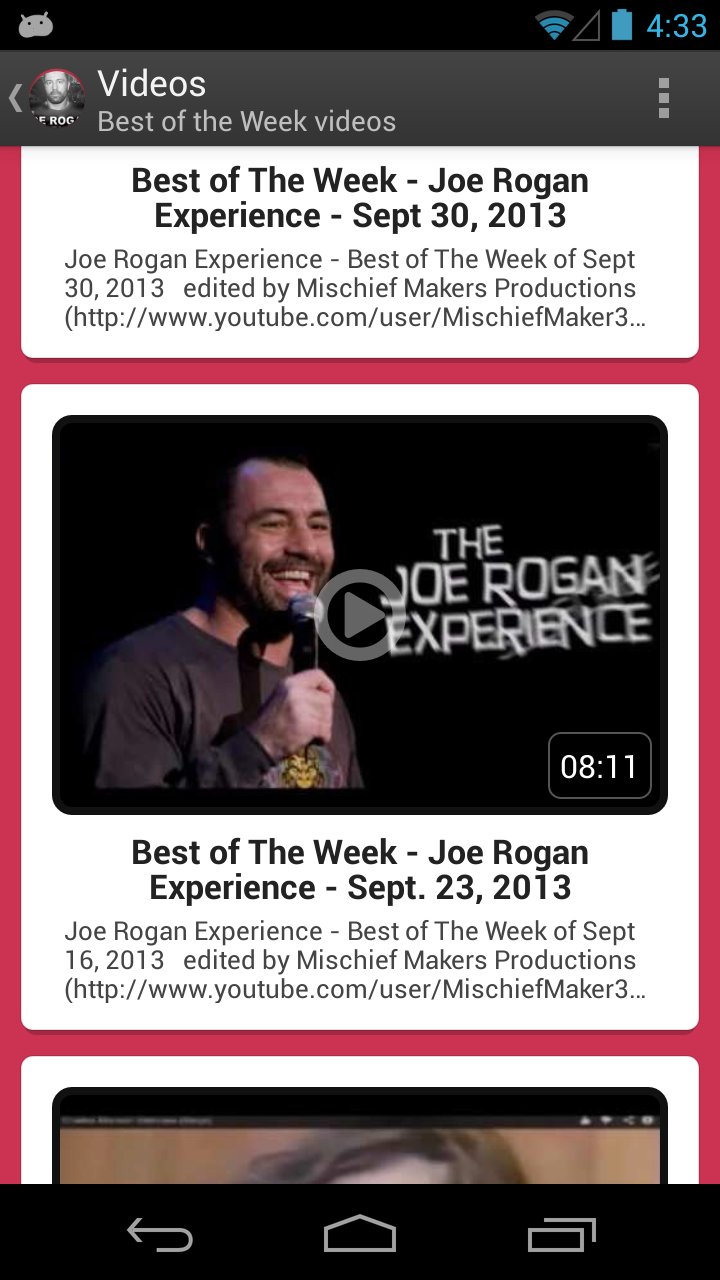 4:33
Videos
Best of the Week videos
Best of The Week - Joe Rogan
Experience - Sept 30, 2013
Joe Rogan Experience - Best of The Week of Sept
30, 2013   edited by Mischief Makers Productions
(http://www.youtube.com/user/MischiefMaker3...
THE
JOE ROGAN
EXPERIENCE
08:11
Best of The Week - Joe Rogan
Experience - Sept. 23, 2013
Joe Rogan Experience - Best of The Week of Sept
16, 2013   edited by Mischief Makers Productions
(http://www.youtube.com/user/MischiefMaker3...